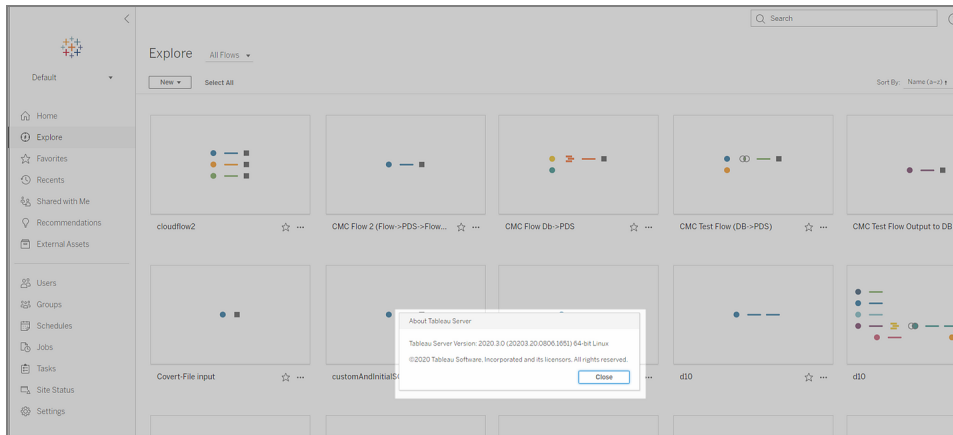 Search
Default
Explore
All Flows
New
Select All
Sort By: Name (a–z)
Home
Explore
Favorites
Recents
Shared with Me
Recommendations
External Assets
Users
Groups
Schedules
Jobs
Tasks
Site Status
Settings
cloudflow2
CMC Flow 2 (Flow->PDS->Flow...
CMC Flow Db->PDS
CMC Test Flow (DB->PDS)
CMC Test Flow Output to DB
Covert-File input
d10
d10
About Tableau Server
Tableau Server Version: 2020.3.0 (20203.20.0806.1651) 64-bit Linux
©2020 Tableau Software, Incorporated and its licensors. All rights reserved.
Close